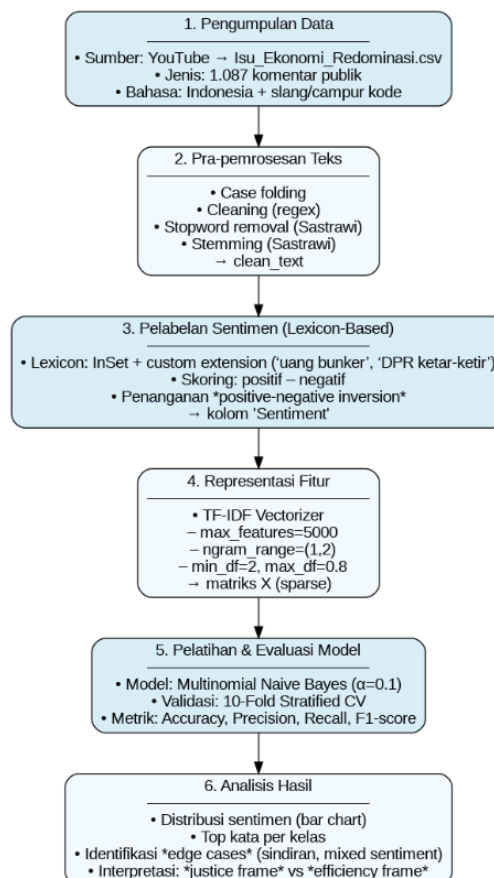 1. Pengumpulan Data
• Sumber: YouTube → Isu_Ekonomi_Redominasi.csv
• Jenis: 1.087 komentar publik
• Bahasa: Indonesia + slang/campur kode
2. Pra-pemrosesan Teks
• Case folding
• Cleaning (regex)
• Stopword removal (Sastrawi)
• Stemming (Sastrawi)
→ clean_text
3. Pelabelan Sentimen (Lexicon-Based)
• Lexicon: InSet + custom extension (‘uang bunker’, ‘DPR ketar-ketir’)
• Skoring: positif – negatif
• Penanganan *positive-negative inversion*
→ kolom 'Sentiment'
4. Representasi Fitur
• TF-IDF Vectorizer
– max_features=5000
– ngram_range=(1,2)
– min_df=2, max_df=0.8
→ matriks X (sparse)
5. Pelatihan & Evaluasi Model
• Model: Multinomial Naive Bayes (α=0.1)
• Validasi: 10-Fold Stratified CV
• Metrik: Accuracy, Precision, Recall, F1-score
6. Analisis Hasil
• Distribusi sentimen (bar chart)
• Top kata per kelas
• Identifikasi *edge cases* (sindiran, mixed sentiment)
• Interpretasi: *justice frame* vs *efficiency frame*